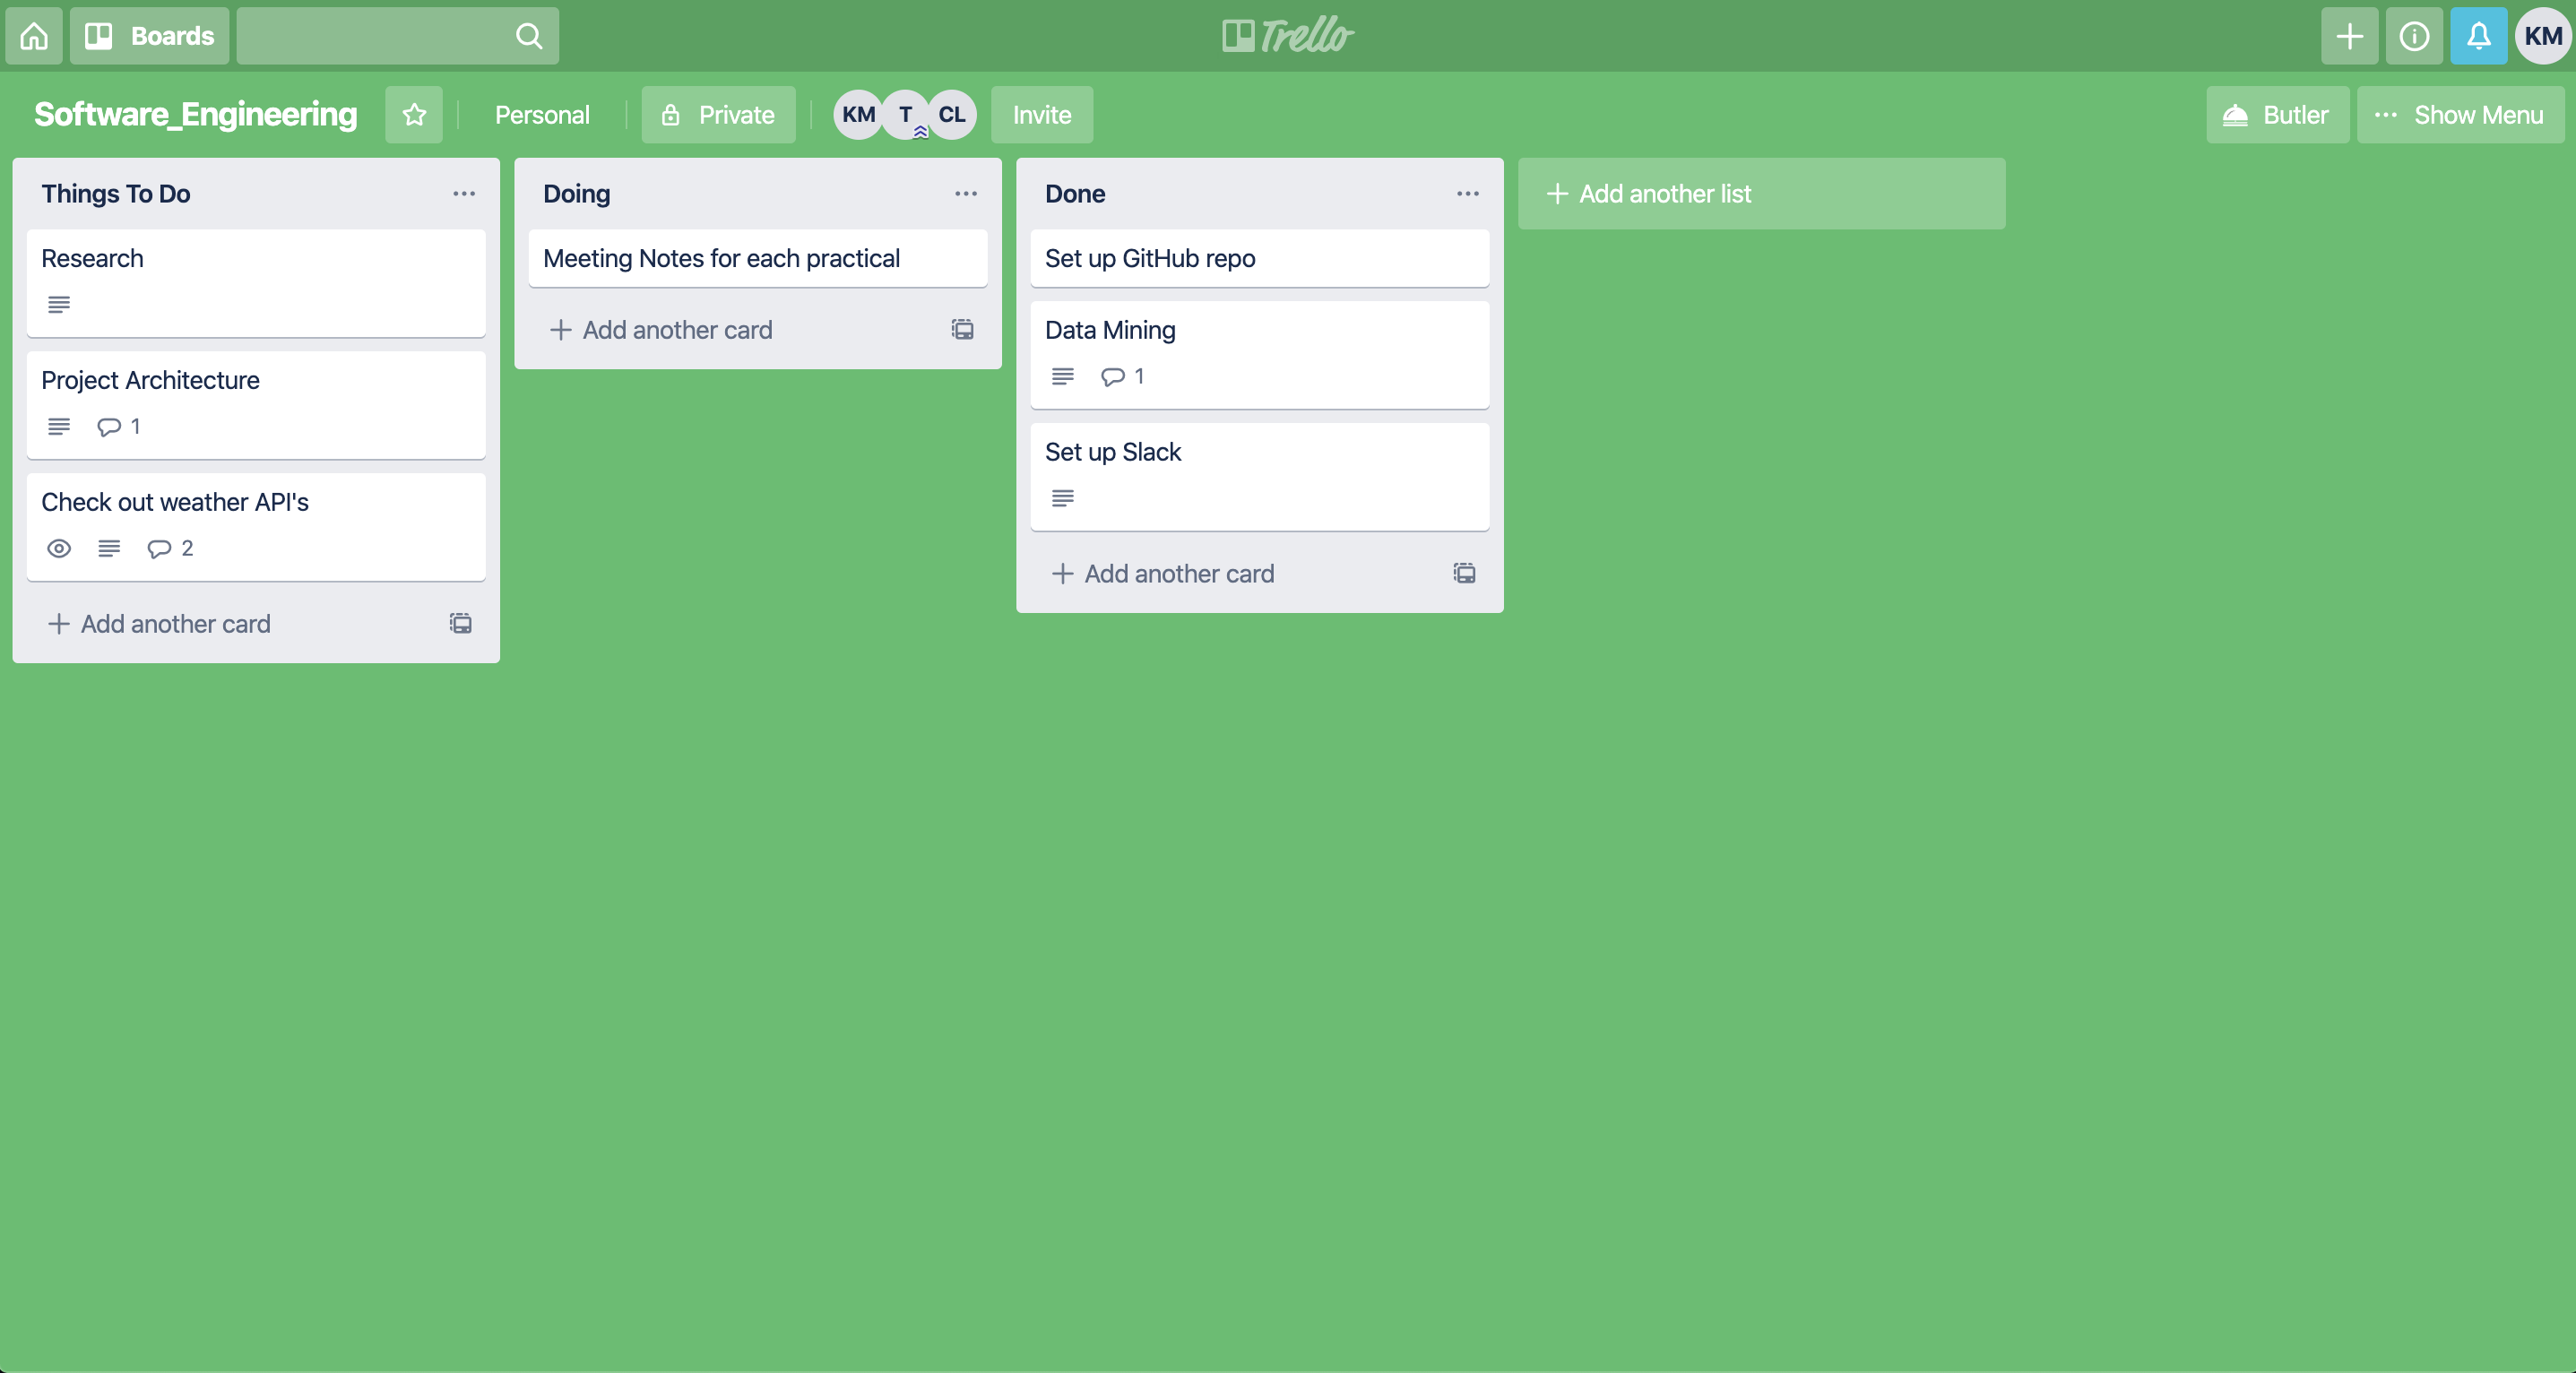 Boards
Trello
KM
Software_Engineering
Personal
Private
KM T CL
Invite
Butler
··· Show Menu
Things To Do
Research
Project Architecture
1
Check out weather API's
2
+ Add another card
Doing
Meeting Notes for each practical
+ Add another card
Done
Set up GitHub repo
Data Mining
1
Set up Slack
+ Add another card
+ Add another list